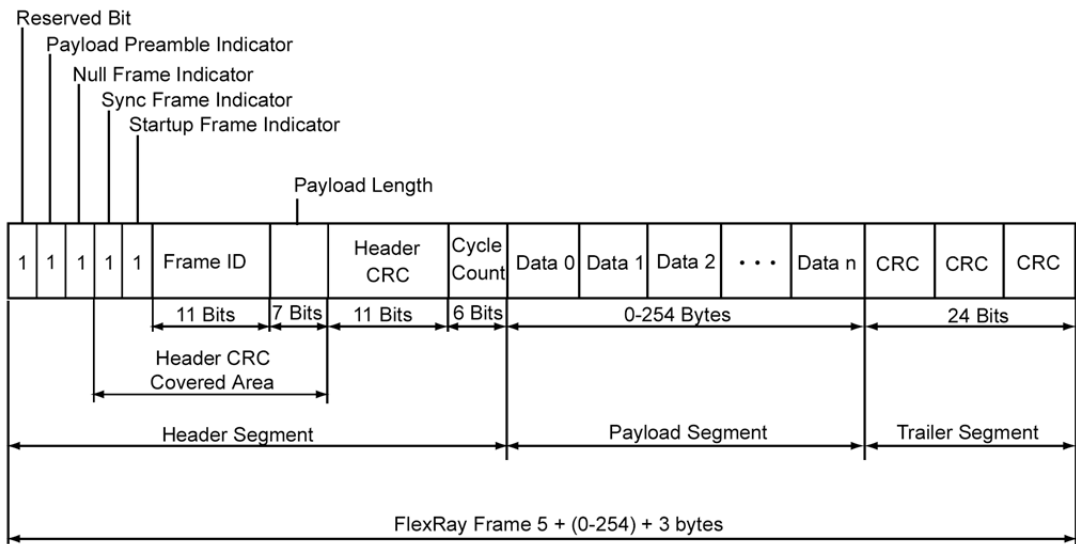 Reserved Bit
Payload Preamble Indicator
Null Frame Indicator
Sync Frame Indicator
Startup Frame Indicator
Payload Length
1 1 1 1 1 Frame ID Header CRC Cycle Count Data 0 Data 1 Data 2 • • • Data n CRC CRC CRC
11 Bits 7 Bits 11 Bits 6 Bits 0-254 Bytes 24 Bits
Header CRC
Covered Area
Header Segment Payload Segment Trailer Segment
FlexRay Frame 5 + (0-254) + 3 bytes